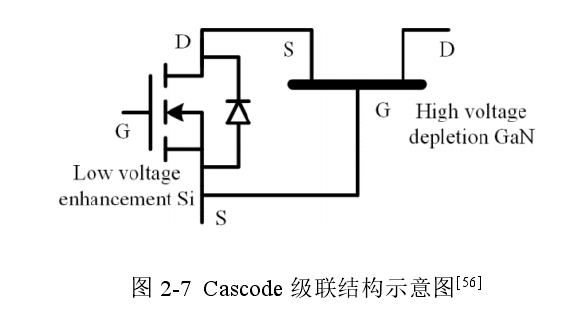 D
S
D
G
G
High voltage
depletion GaN
Low voltage
enhancement Si
S
图 2-7 Cascode 级联结构示意图[56]